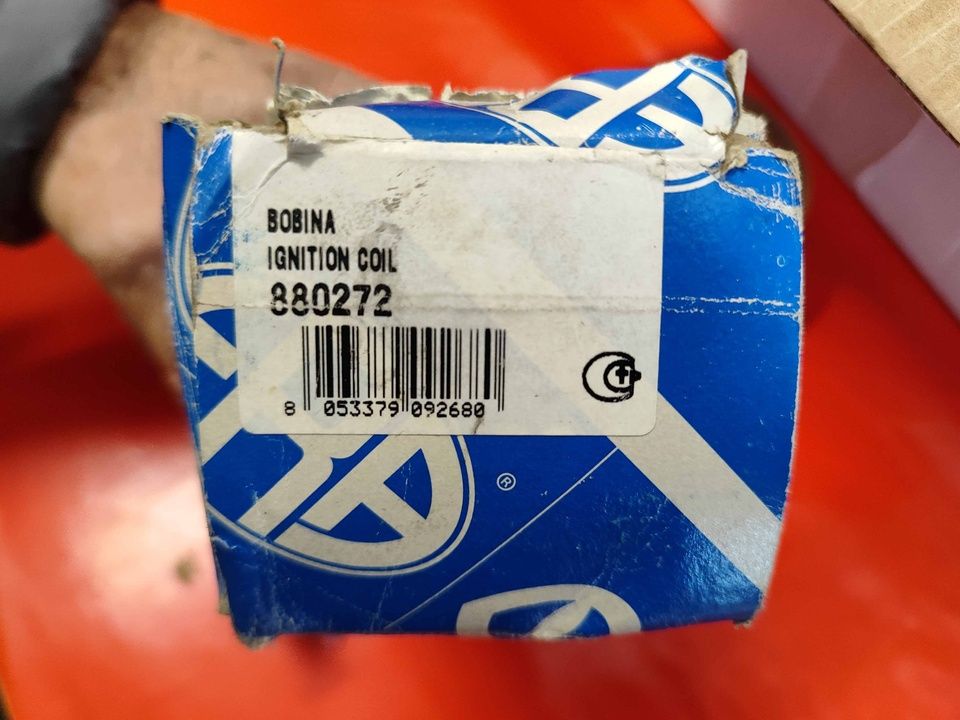 BOBINA
IGNITION COIL
880272
8 053379 092680
®